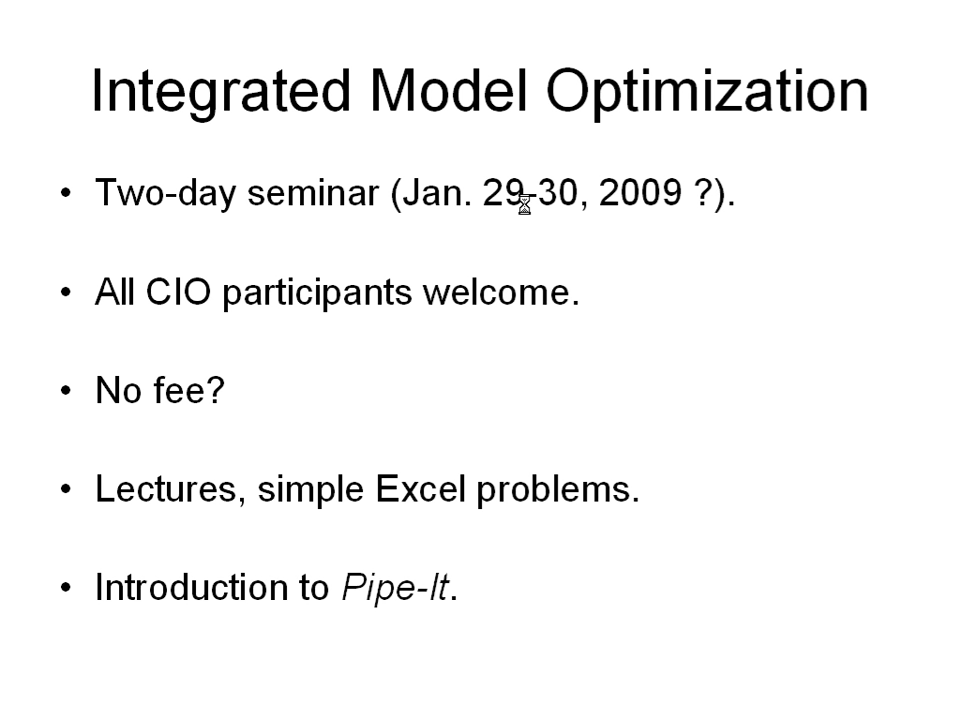 Integrated Model Optimization
• Two-day seminar (Jan. 29-30, 2009 ?).
• All CIO participants welcome.
• No fee?
• Lectures, simple Excel problems.
• Introduction to Pipe-It.